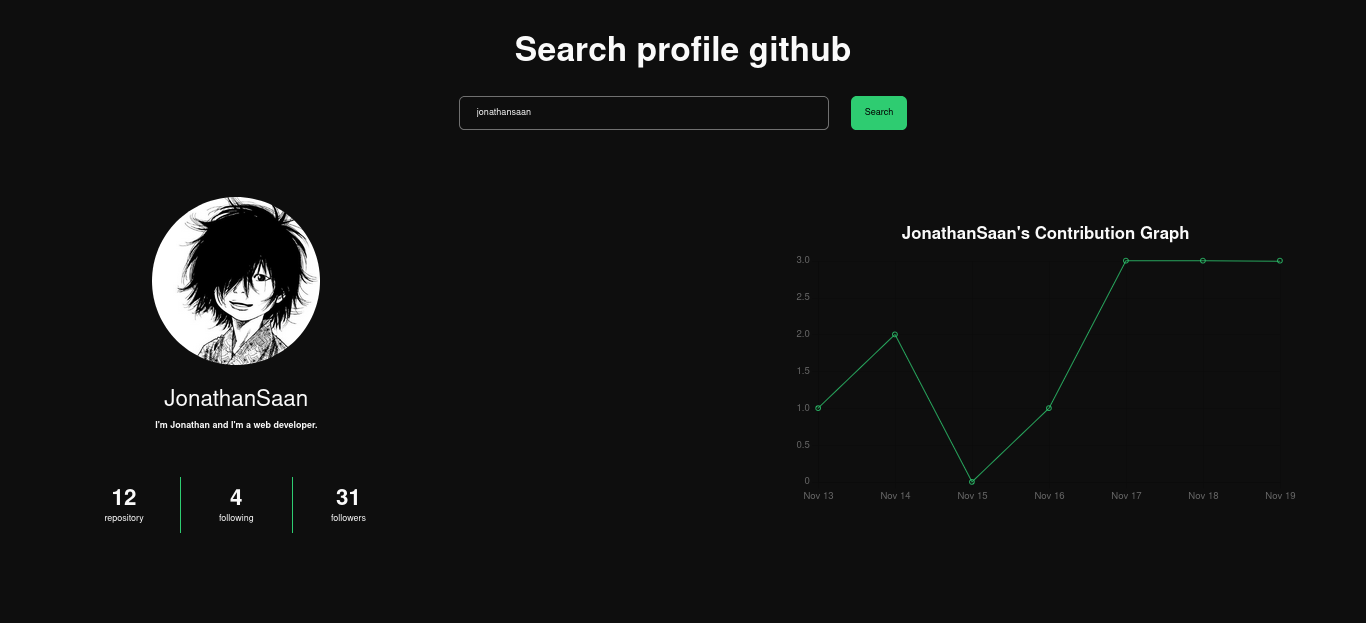 Search profile github
jonathansaan
Search
JonathanSaan
I'm Jonathan and I'm a web developer.
12
repository
4
following
31
followers
JonathanSaan's Contribution Graph
3.0
2.5
2.0
1.5
1.0
0.5
0
Nov 13 Nov 14 Nov 15 Nov 16 Nov 17 Nov 18 Nov 19